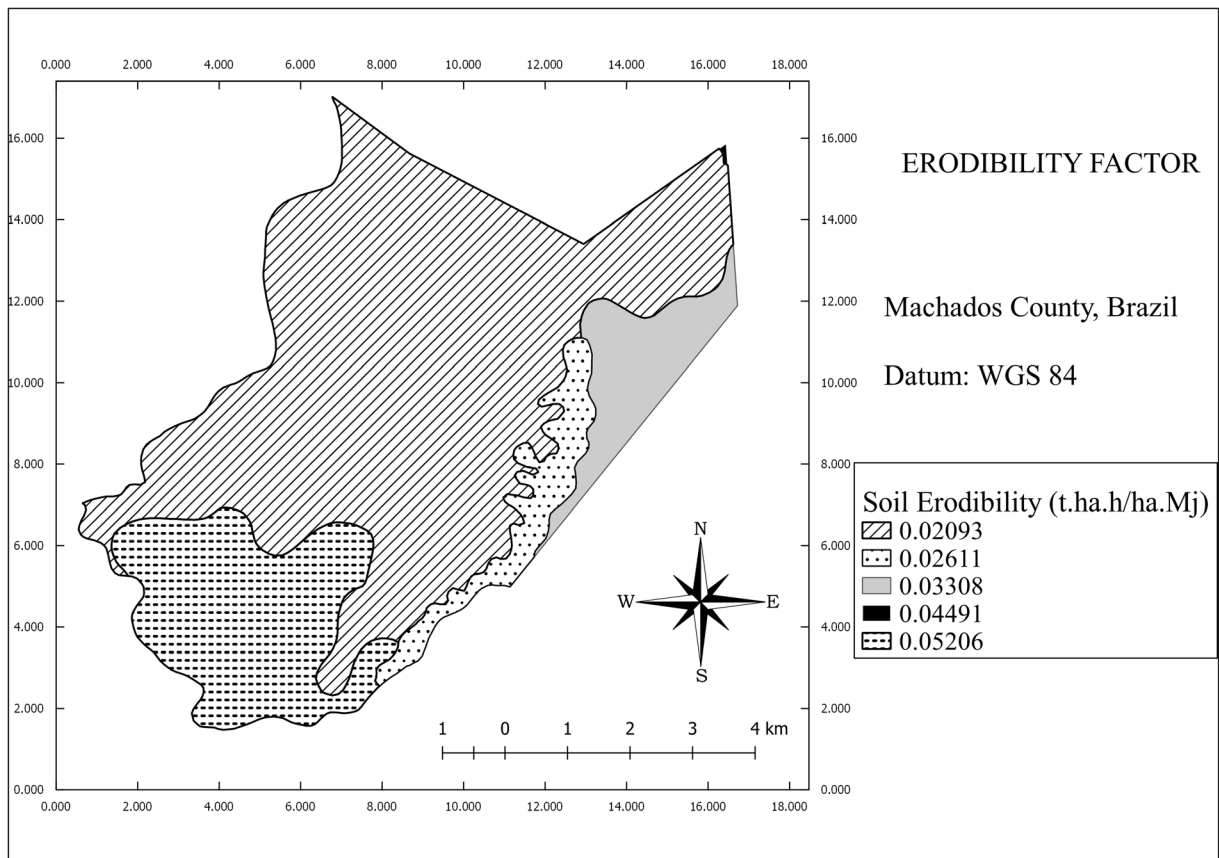 0.000 2.000 4.000 6.000 8.000 10.000 12.000 14.000 16.000 18.000
16.000 16.000
14.000 14.000
12.000 12.000
10.000 10.000
8.000 8.000
6.000 6.000
4.000 4.000
2.000 2.000
0.000 0.000
0.000 2.000 4.000 6.000 8.000 10.000 12.000 14.000 16.000 18.000
N
W E
S
1 0 1 2 3 4 km
ERODIBILITY FACTOR
Machados County, Brazil
Datum: WGS 84
Soil Erodibility (t.ha.h/ha.Mj)
0.02093
0.02611
0.03308
0.04491
0.05206